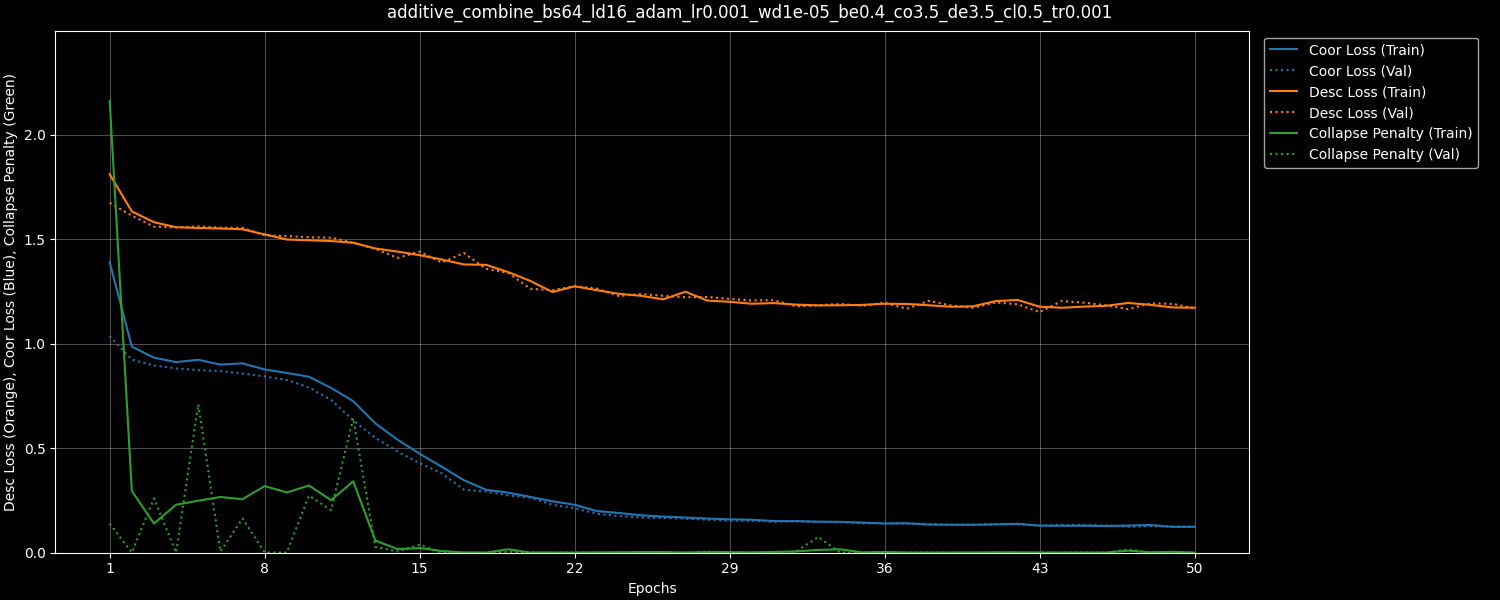 additive_combine_bs64_ld16_adam_lr0.001_wd1e-05_be0.4_co3.5_de3.5_cl0.5_tr0.001
Desc Loss (Orange), Coor Loss (Blue), Collapse Penalty (Green)
2.0
1.5
1.0
0.5
0.0
1 8 15 22 29 36 43 50
Epochs
Coor Loss (Train)
Coor Loss (Val)
Desc Loss (Train)
Desc Loss (Val)
Collapse Penalty (Train)
Collapse Penalty (Val)